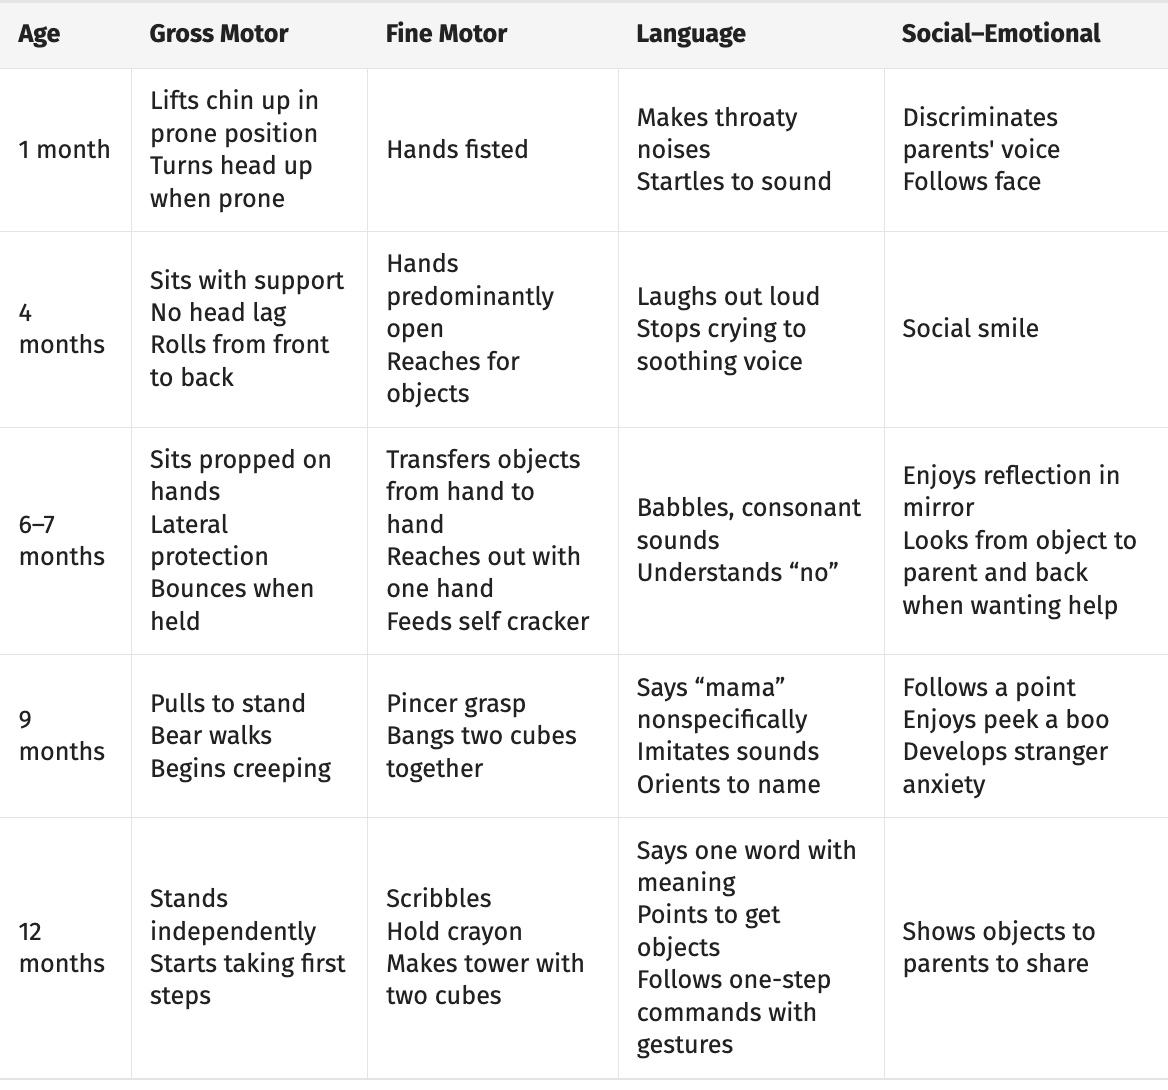 Age
Gross Motor
Fine Motor
Language
Social–Emotional
1 month
Lifts chin up in
prone position
Turns head up
when prone
Hands fisted
Makes throaty
noises
Startles to sound
Discriminates
parents' voice
Follows face
4
months
Sits with support
No head lag
Rolls from front
to back
Hands
predominantly
open
Reaches for
objects
Laughs out loud
Stops crying to
soothing voice
Social smile
6–7
months
Sits propped on
hands
Lateral
protection
Bounces when
held
Transfers objects
from hand to
hand
Reaches out with
one hand
Feeds self cracker
Babbles, consonant
sounds
Understands “no”
Enjoys reflection in
mirror
Looks from object to
parent and back
when wanting help
9
months
Pulls to stand
Bear walks
Begins creeping
Pincer grasp
Bangs two cubes
together
Says “mama”
nonspecifically
Imitates sounds
Orients to name
Follows a point
Enjoys peek a boo
Develops stranger
anxiety
12
months
Stands
independently
Starts taking first
steps
Scribbles
Hold crayon
Makes tower with
two cubes
Says one word with
meaning
Points to get
objects
Follows one-step
commands with
gestures
Shows objects to
parents to share